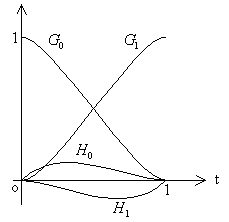 1 G₀ G₁
H₀
o 1 t
H₁